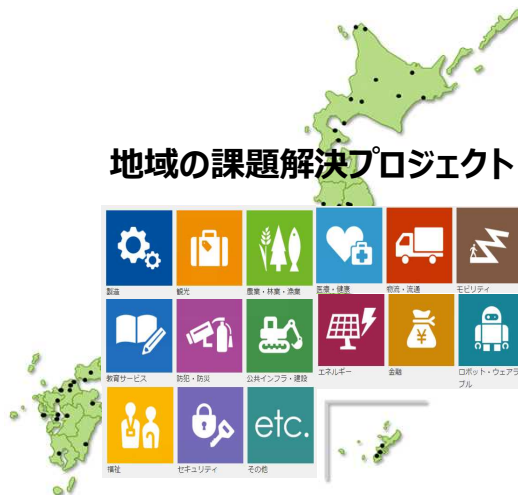 地域の課題解決プロジェクト
製造
観光
農業・林業・漁業
医療・健康
物流・流通
モビリティ
教育サービス
防犯・防災
公共インフラ・建設
エネルギー
¥
金融
ロボット・ウェアラ
ブル
福祉
セキュリティ
etc.
その他